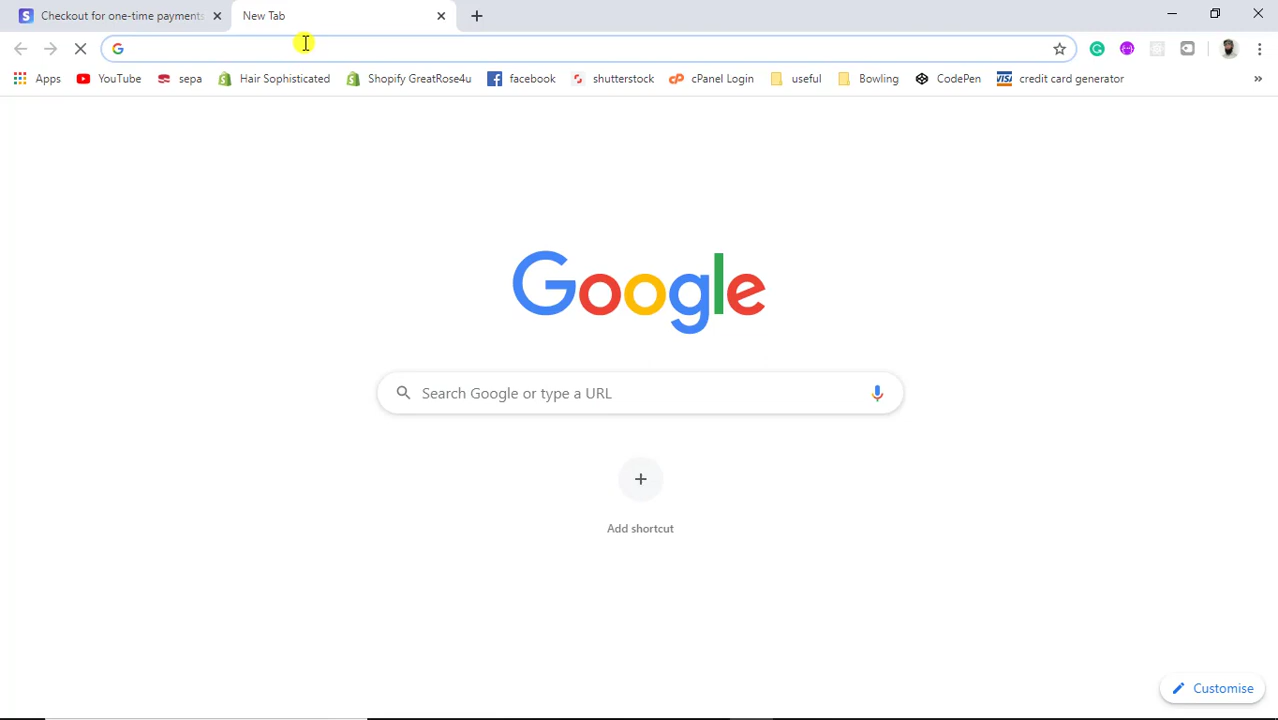 Checkout for one-time payments
New Tab
Apps YouTube sepa Hair Sophisticated Shopify GreatRose4u facebook shutterstock cPanel Login useful Bowling CodePen credit card generator
Google
Search Google or type a URL
Add shortcut
Customise